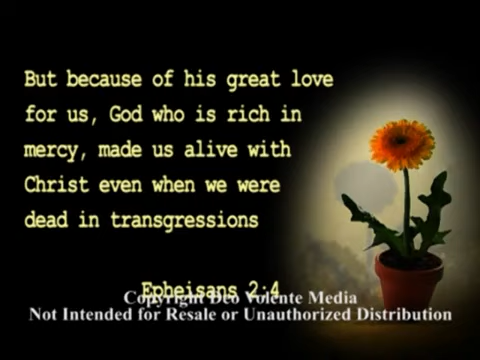 But because of his great love
for us, God who is rich in
mercy, made us alive with
Christ even when we were
dead in transgressions
Epheisans 2:4
Copyright Deo Volente Media
Not Intended for Resale or Unauthorized Distribution